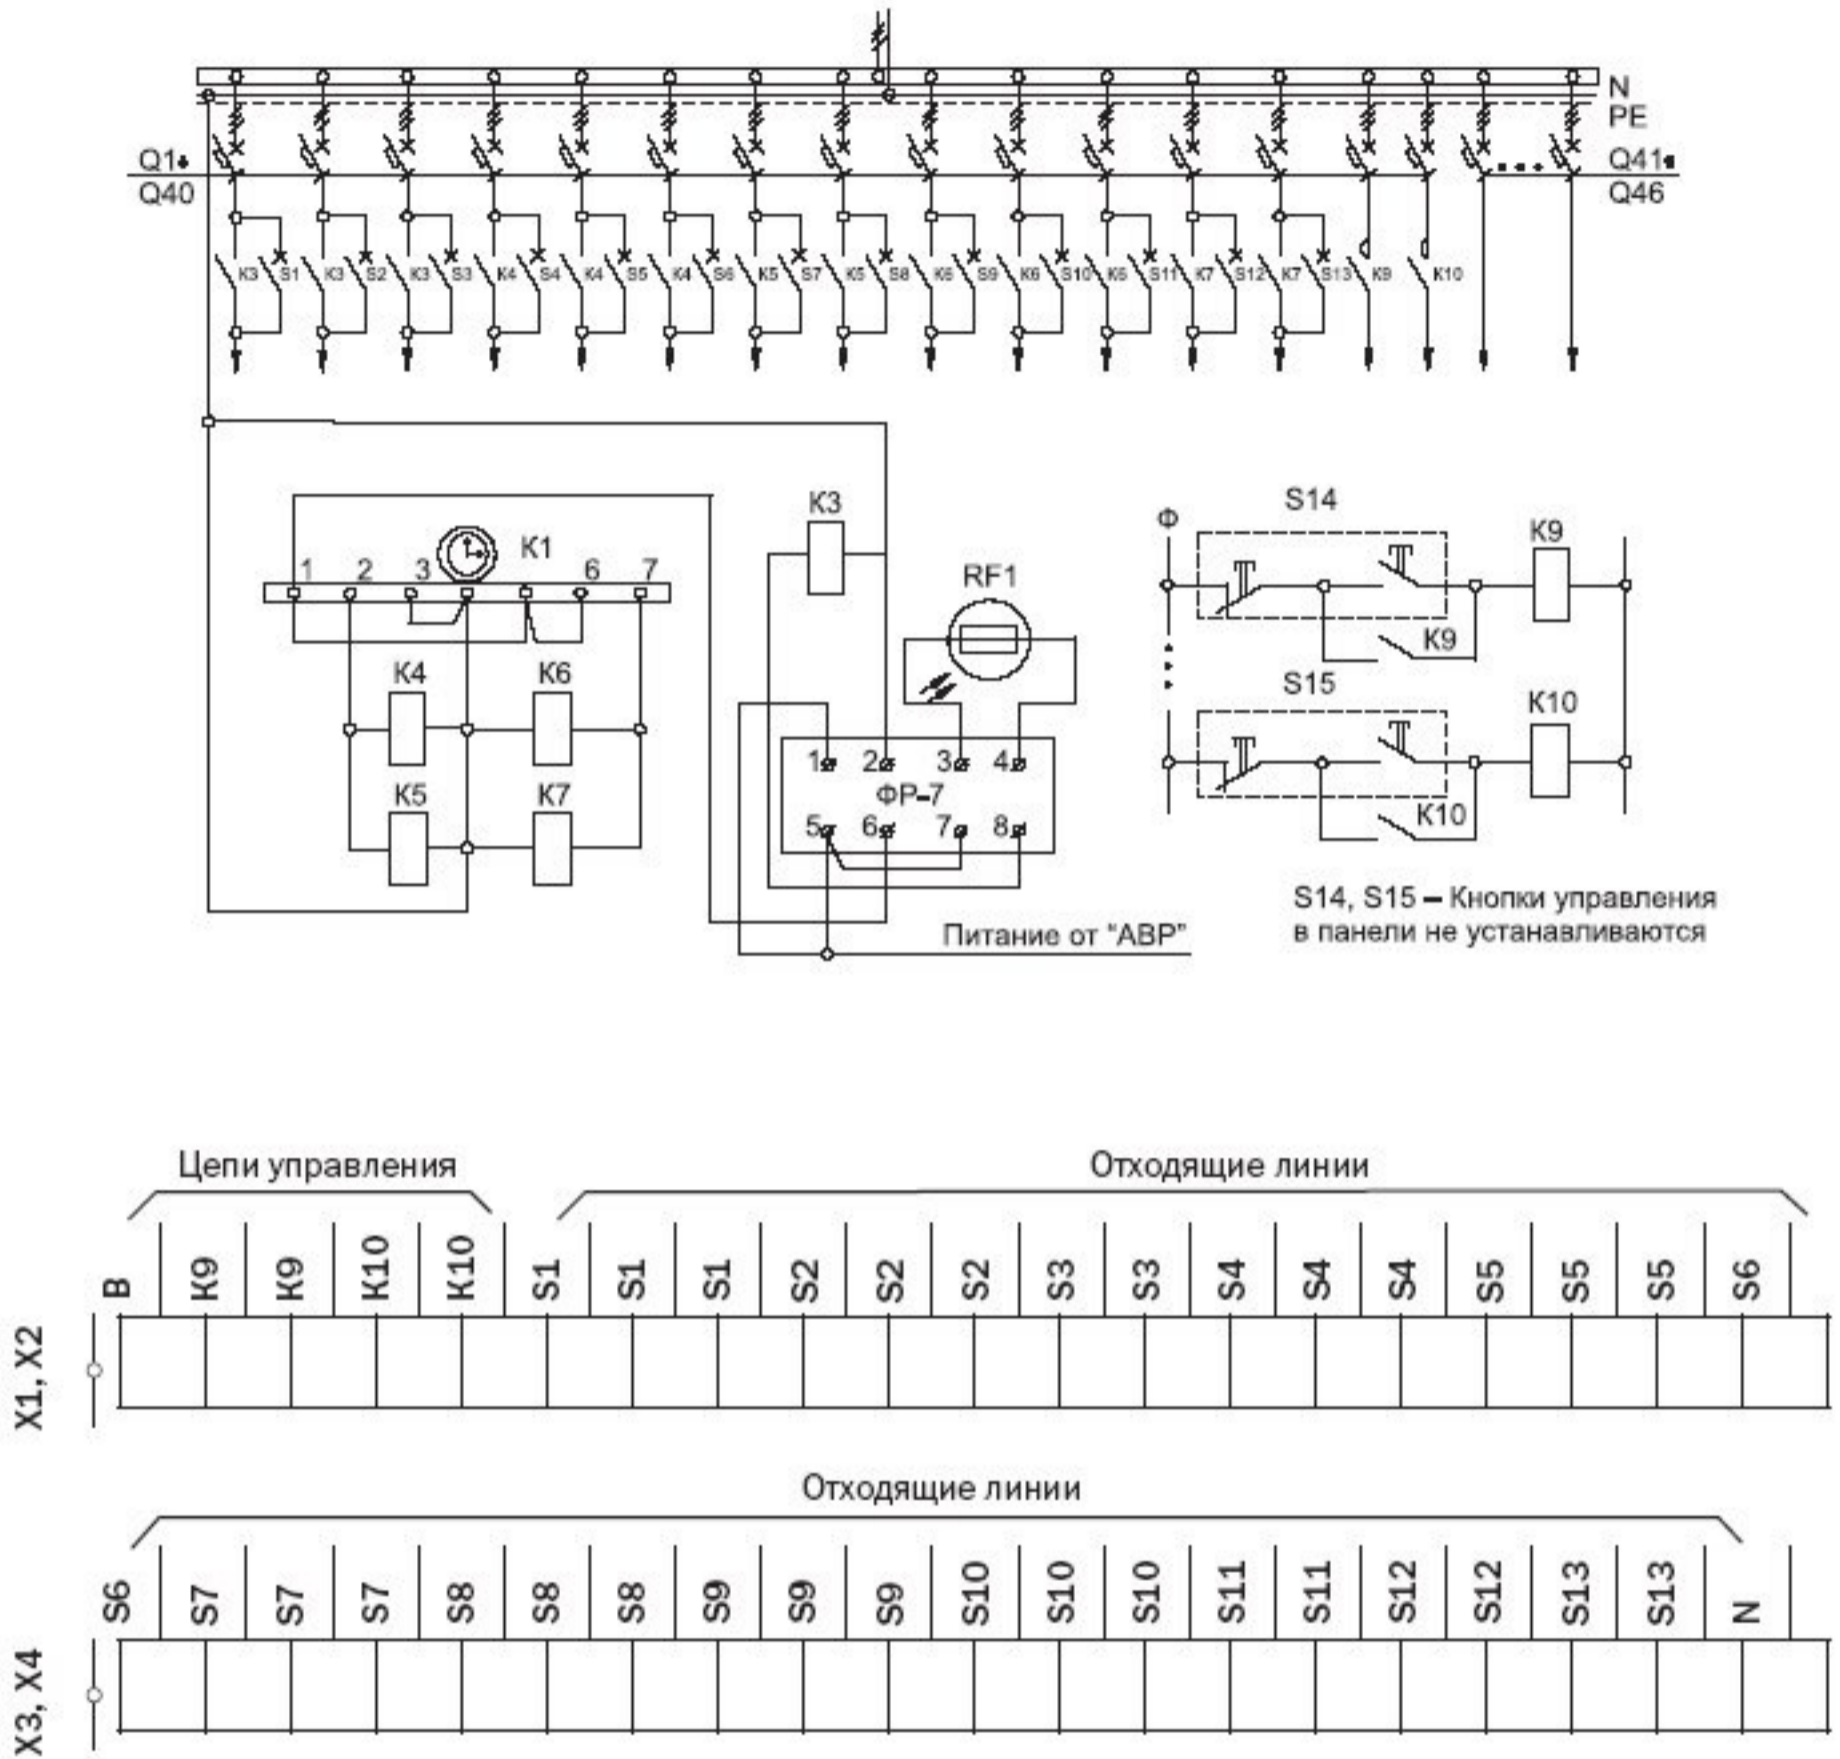 N
PE
Q1
Q40
Q41
Q46
K3 S1 K3 S2 K3 S3 K4 S4 K4 S5 K4 S6 K5 S7 K5 S8 K6 S9 K6 S10 K6 S11 K7 S12 K7 S13 K9 K10
K1
1 2 3 6 7
K4 K6
K5 K7
K3
RF1
1 2 3 4
ФР-7
5 6 7 8
Питание от “АВР”
Ф
S14
K9
K9
S15
K10
K10
S14, S15 – Кнопки управления
в панели не устанавливаются
Цепи управления
Отходящие линии
B K9 K9 K10 K10 S1 S1 S1 S2 S2 S2 S3 S3 S4 S4 S4 S5 S5 S5 S6
X1, X2
Отходящие линии
S6 S7 S7 S7 S8 S8 S8 S9 S9 S9 S10 S10 S10 S11 S11 S12 S12 S13 S13 N
X3, X4